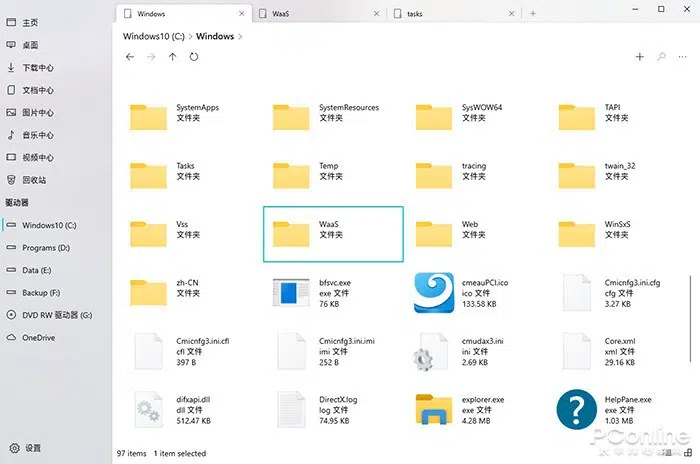 Windows
WaaS
tasks
Windows10 (C:) > Windows >
主页
桌面
下载中心
文档中心
图片中心
音乐中心
视频中心
回收站
驱动器
Windows10 (C:)
Programs (D:)
Data (E:)
Backup (F:)
DVD RW 驱动器 (G:)
OneDrive
设置
SystemApps
文件夹
SystemResources
文件夹
SysWOW64
文件夹
TAPI
文件夹
Tasks
文件夹
Temp
文件夹
tracing
文件夹
twain_32
文件夹
Vss
文件夹
WaaS
文件夹
Web
文件夹
WinSxS
文件夹
zh-CN
文件夹
bfsvc.exe
exe 文件
76 KB
cmeauPCI.ico
ico 文件
133.58 KB
Cmicnfg3.ini.cfg
cfg 文件
3.27 KB
Cmicnfg3.ini.cfl
cfl 文件
397 B
Cmicnfg3.ini.imi
imi 文件
252 B
cmudax3.ini
ini 文件
2.69 KB
Core.xml
xml 文件
29.16 KB
difxapi.dll
dll 文件
512.47 KB
DirectX.log
log 文件
74.95 KB
explorer.exe
exe 文件
4.28 MB
HelpPane.exe
exe 文件
1.03 MB
97 items
1 item selected
PConline
太平洋电脑网